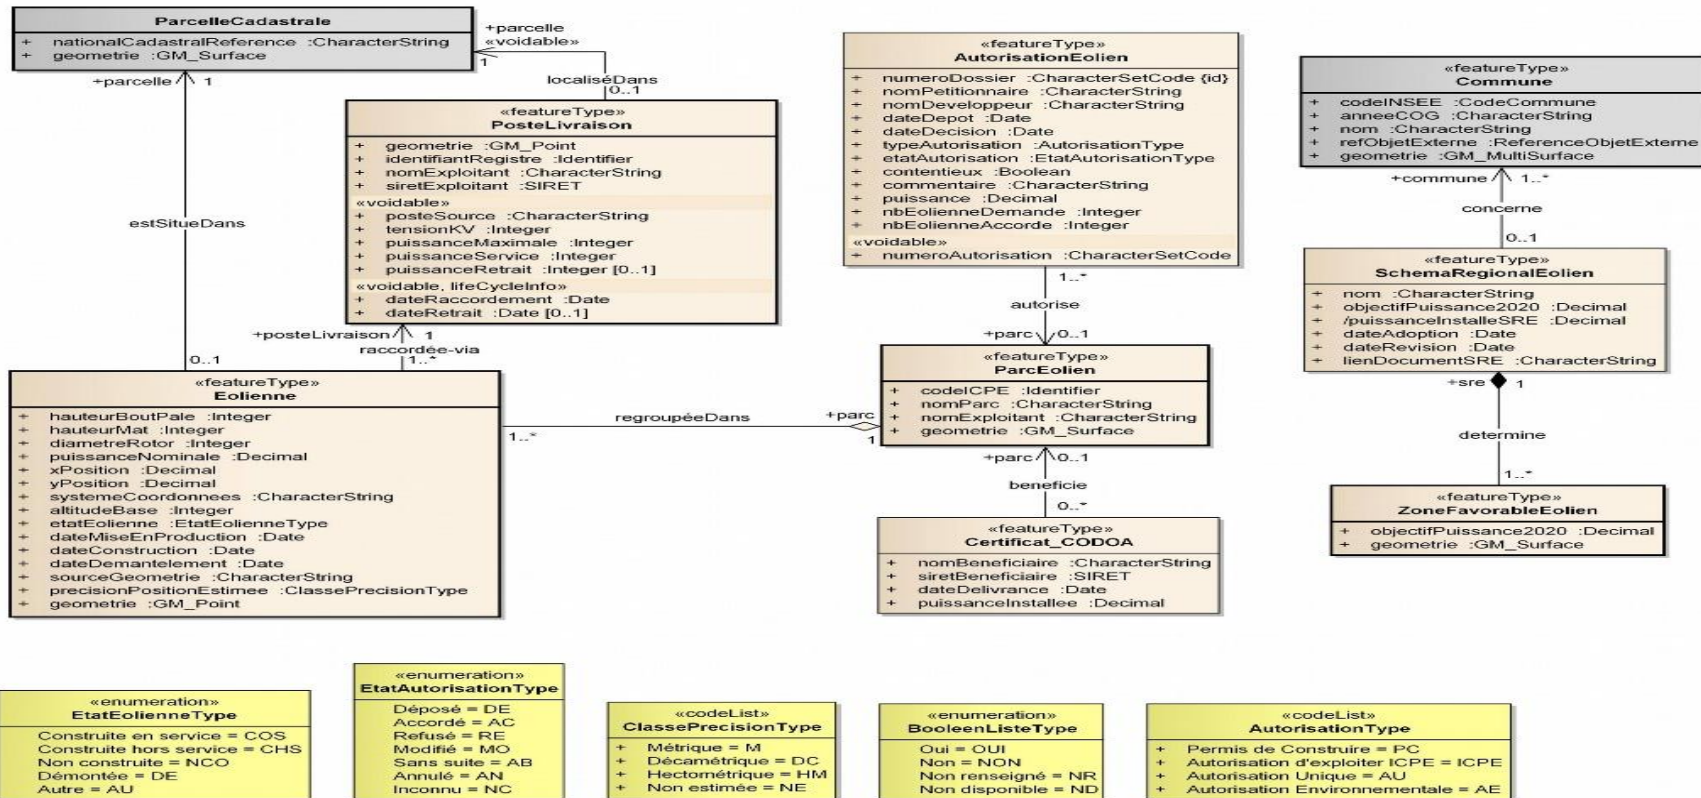 ParcelleCadastrale
+ nationalCadastralReference :CharacterString
+ geometrie :GM_Surface
+parcelle
«voidable»
1
localiséDans
0..1
+parcelle 1
estSitueDans
0..1
«featureType»
PosteLivraison
+ geometrie :GM_Point
+ identifiantRegistre :Identifier
+ nomExploitant :CharacterString
+ siretExploitant :SIRET
«voidable»
+ posteSource :CharacterString
+ tensionKV :Integer
+ puissanceMaximale :Integer
+ puissanceService :Integer
+ puissanceRetrait :Integer [0..1]
«voidable, lifeCycleInfo»
+ dateRaccordement :Date
+ dateRetrait :Date [0..1]
+posteLivraison 1
raccordée-via
1..*
«featureType»
Eolienne
+ hauteurBoutPale :Integer
+ hauteurMat :Integer
+ diametreRotor :Integer
+ puissanceNominale :Decimal
+ xPosition :Decimal
+ yPosition :Decimal
+ systemeCoordonnees :CharacterString
+ altitudeBase :Integer
+ etatEolienne :EtatEolienneType
+ dateMiseEnProduction :Date
+ dateConstruction :Date
+ dateDemantelement :Date
+ sourceGeometrie :CharacterString
+ precisionPositionEstimee :ClassePrecisionType
+ geometrie :GM_Point
1..*
regroupéeDans
+parc
1
«featureType»
AutorisationEolien
+ numeroDossier :CharacterSetCode {id}
+ nomPetitionnaire :CharacterString
+ nomDeveloppeur :CharacterString
+ dateDepot :Date
+ dateDecision :Date
+ typeAutorisation :AutorisationType
+ etatAutorisation :EtatAutorisationType
+ contentieux :Boolean
+ commentaire :CharacterString
+ puissance :Decimal
+ nbEolienneDemande :Integer
+ nbEolienneAccorde :Integer
«voidable»
+ numeroAutorisation :CharacterSetCode
1..*
autorise
+parc 0..1
«featureType»
ParcEolien
+ codeICPE :Identifier
+ nomParc :CharacterString
+ nomExploitant :CharacterString
+ geometrie :GM_Surface
+parc 0..1
beneficie
0..*
«featureType»
Certificat_CODOA
+ nomBeneficiaire :CharacterString
+ siretBeneficiaire :SIRET
+ dateDelivrance :Date
+ puissanceInstallee :Decimal
«featureType»
Commune
+ codeINSEE :CodeCommune
+ anneeCOG :CharacterString
+ nom :CharacterString
+ refObjetExterne :ReferenceObjetExterne
+ geometrie :GM_MultiSurface
+commune 1..*
concerne
0..1
«featureType»
SchemaRegionalEolien
+ nom :CharacterString
+ objectifPuissance2020 :Decimal
+ /puissanceInstalleSRE :Decimal
+ dateAdoption :Date
+ dateRevision :Date
+ lienDocumentSRE :CharacterString
+sre 1
determine
1..*
«featureType»
ZoneFavorableEolien
+ objectifPuissance2020 :Decimal
+ geometrie :GM_Surface
«enumeration»
EtatEolienneType
Construite en service = COS
Construite hors service = CHS
Non construite = NCO
Démontée = DE
Autre = AU
«enumeration»
EtatAutorisationType
Déposé = DE
Accordé = AC
Refusé = RE
Modifié = MO
Sans suite = AB
Annulé = AN
Inconnu = NC
«codeList»
ClassePrecisionType
+ Métrique = M
+ Décamétrique = DC
+ Hectométrique = HM
+ Non estimée = NE
«enumeration»
BooleenListeType
Oui = OUI
Non = NON
Non renseigné = NR
Non disponible = ND
«codeList»
AutorisationType
+ Permis de Construire = PC
+ Autorisation d'exploiter ICPE = ICPE
+ Autorisation Unique = AU
+ Autorisation Environnementale = AE